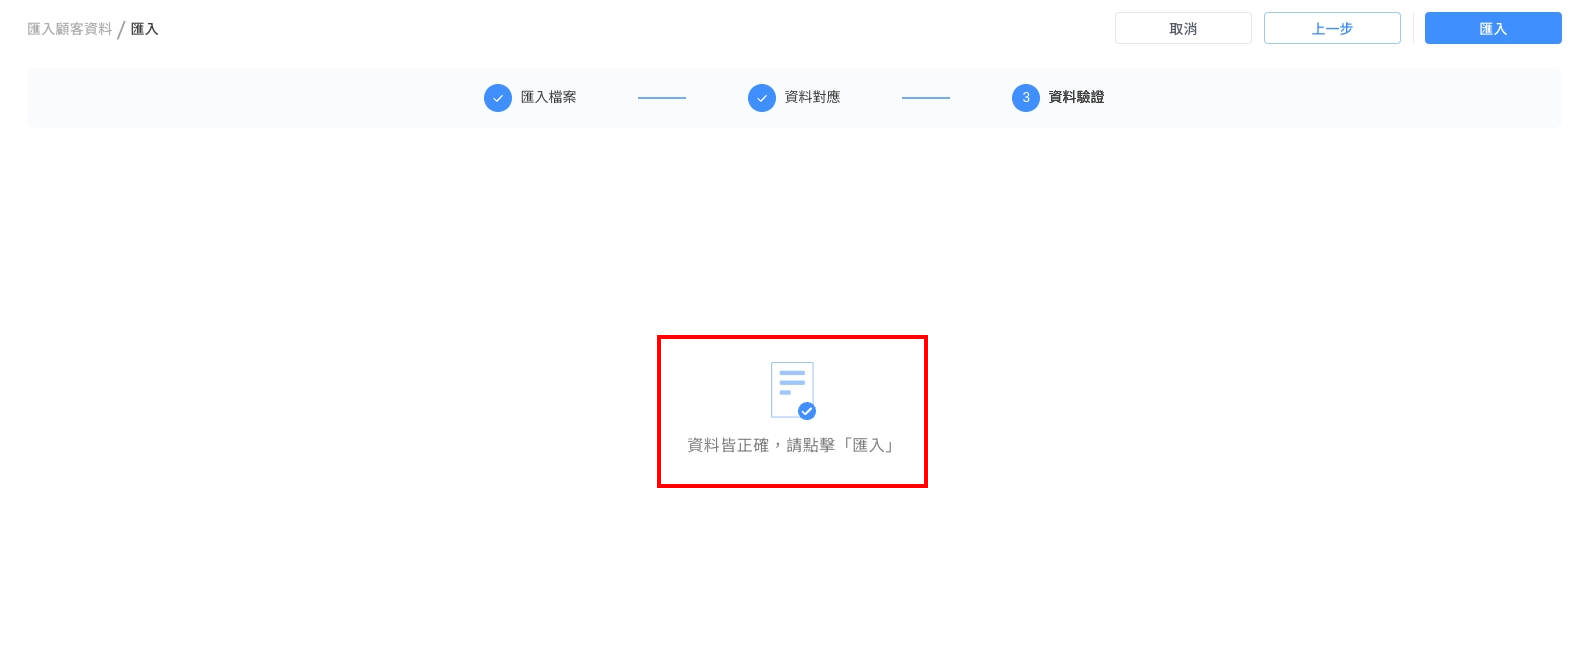 匯入顧客資料 / 匯入
取消
上一步
匯入
匯入檔案
資料對應
3 資料驗證
資料皆正確，請點擊「匯入」